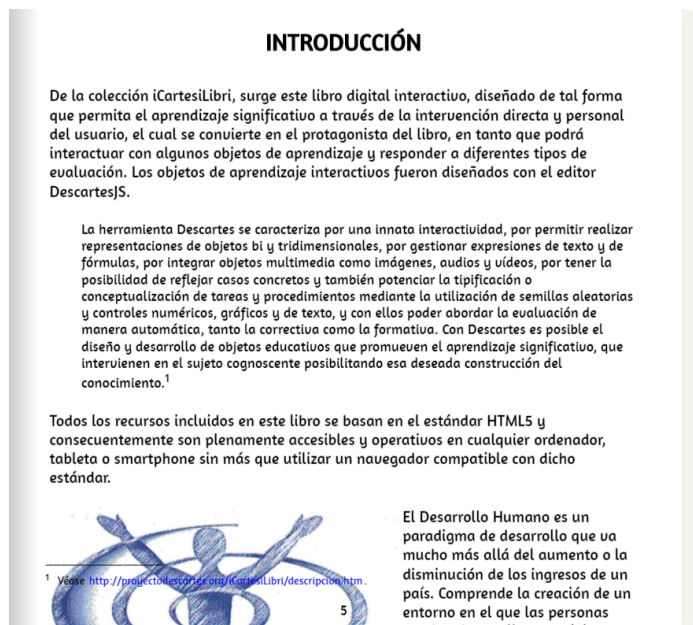 INTRODUCCIÓN
De la colección iCartesiLibri, surge este libro digital interactivo, diseñado de tal forma
que permita el aprendizaje significativo a través de la intervención directa y personal
del usuario, el cual se convierte en el protagonista del libro, en tanto que podrá
interactuar con algunos objetos de aprendizaje y responder a diferentes tipos de
evaluación. Los objetos de aprendizaje interactivos fueron diseñados con el editor
DescartesJS.
La herramienta Descartes se caracteriza por una innata interactividad, por permitir realizar
representaciones de objetos bi y tridimensionales, por gestionar expresiones de texto y de
fórmulas, por integrar objetos multimedia como imágenes, audios y vídeos, por tener la
posibilidad de reflejar casos concretos y también potenciar la tipificación o
conceptualización de tareas y procedimientos mediante la utilización de semillas aleatorias
y controles numéricos, gráficos y de texto, y con ellos poder abordar la evaluación de
manera automática, tanto la correctiva como la formativa. Con Descartes es posible el
diseño y desarrollo de objetos educativos que promueven el aprendizaje significativo, que
intervienen en el sujeto cognoscente posibilitando esa deseada construcción del
conocimiento.1
Todos los recursos incluidos en este libro se basan en el estándar HTML5 y
consecuentemente son plenamente accesibles y operativos en cualquier ordenador,
tableta o smartphone sin más que utilizar un navegador compatible con dicho
estándar.
El Desarrollo Humano es un
paradigma de desarrollo que va
mucho más allá del aumento o la
disminución de los ingresos de un
país. Comprende la creación de un
entorno en el que las personas
1 Véase http://proyectodescartes.org/iCartesiLibri/descripcion.htm.
5